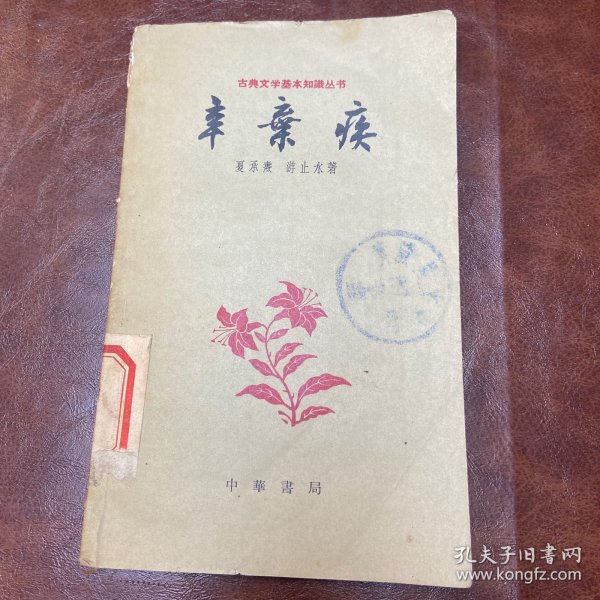 古典文学基本知識丛书
辛棄疾
夏承燾 游止水著
中華書局
孔夫子旧书网
www.kongfz.com